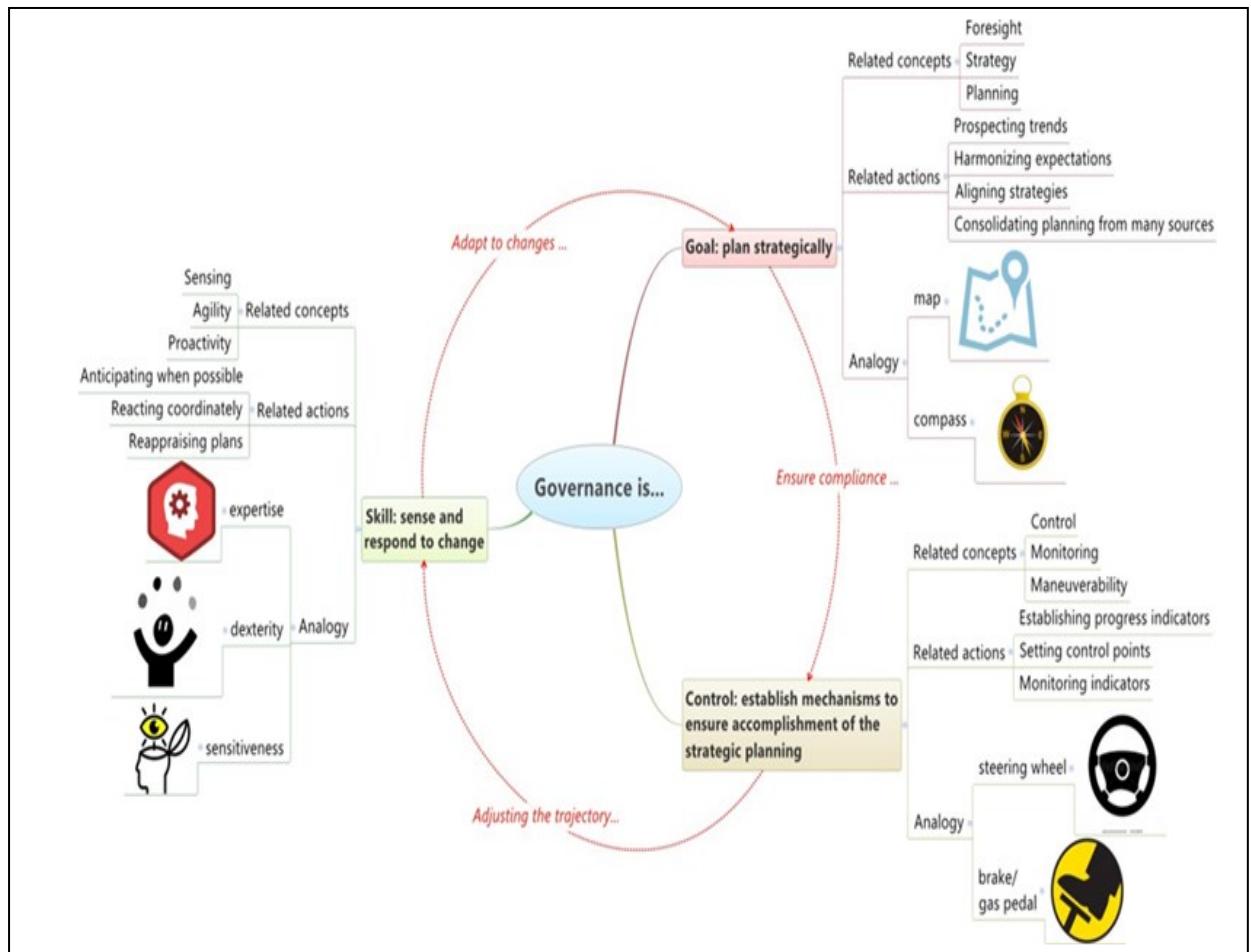 Governance is...
Goal: plan strategically
Related concepts
Foresight
Strategy
Planning
Related actions
Prospecting trends
Harmonizing expectations
Aligning strategies
Consolidating planning from many sources
Analogy
map
compass
Ensure compliance ...
Control: establish mechanisms to
ensure accomplishment of the
strategic planning
Related concepts
Control
Monitoring
Maneuverability
Related actions
Establishing progress indicators
Setting control points
Monitoring indicators
Analogy
steering wheel
brake/
gas pedal
Adjusting the trajectory...
Skill: sense and
respond to change
Related concepts
Sensing
Agility
Proactivity
Related actions
Anticipating when possible
Reacting coordinately
Reappraising plans
Analogy
expertise
dexterity
sensitiveness
Adapt to changes ...